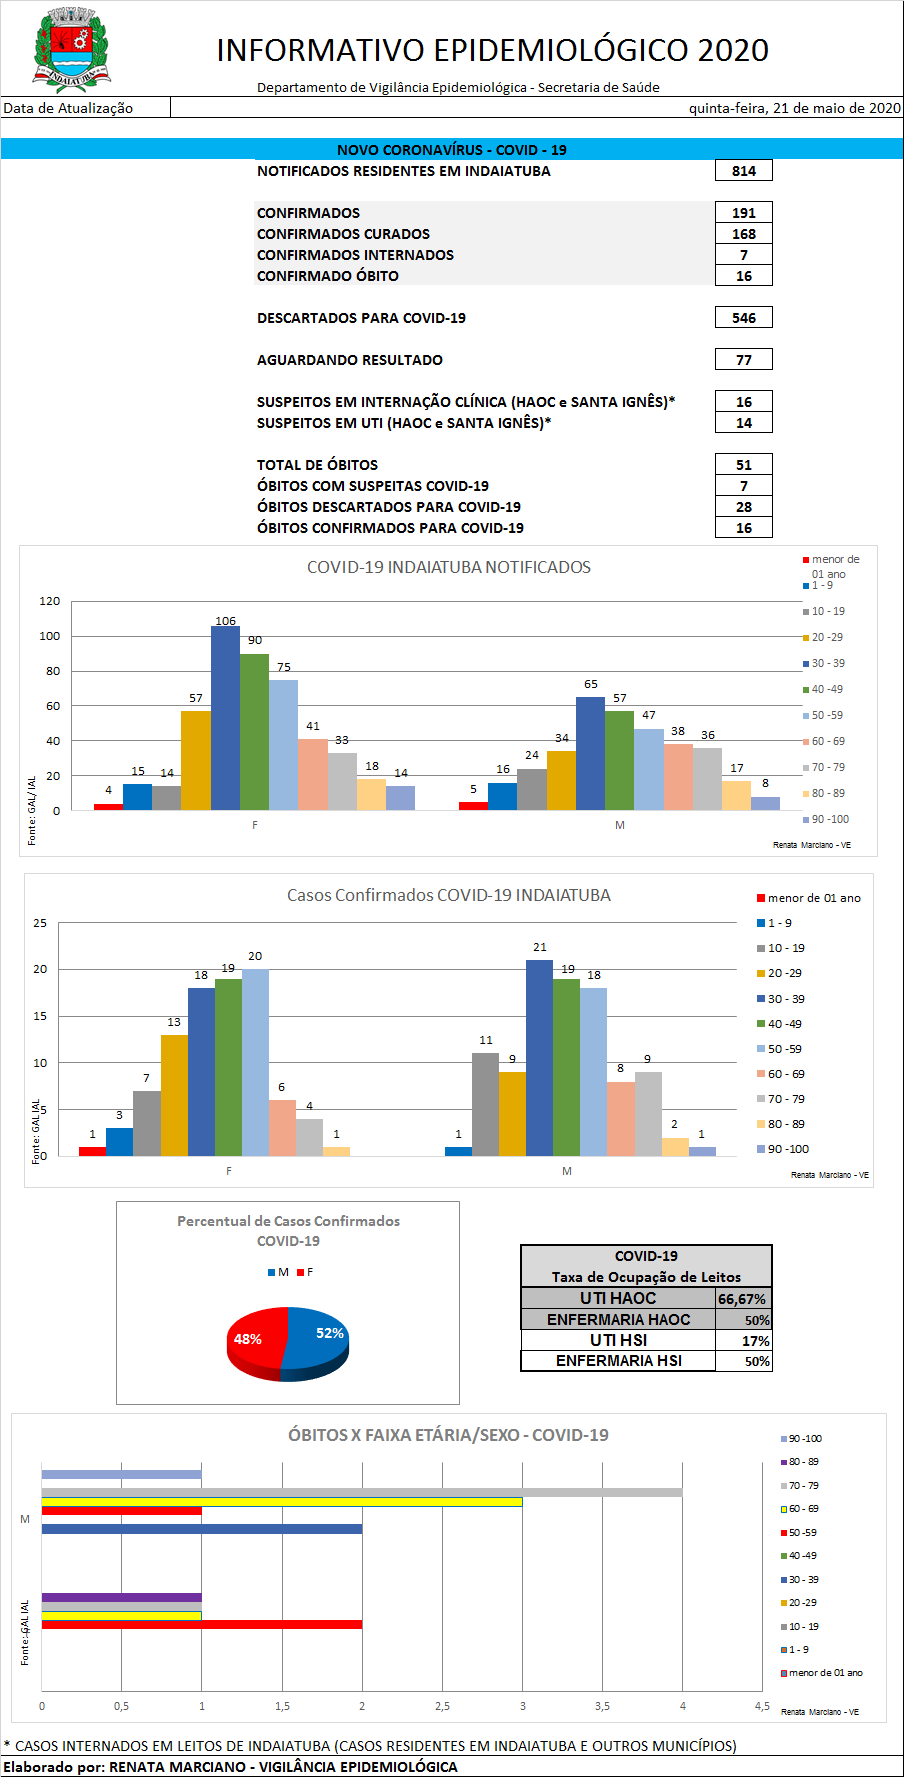 INDAIATUBA
INFORMATIVO EPIDEMIOLÓGICO 2020
Departamento de Vigilância Epidemiológica - Secretaria de Saúde
Data de Atualização quinta-feira, 21 de maio de 2020
NOVO CORONAVÍRUS - COVID - 19
NOTIFICADOS RESIDENTES EM INDAIATUBA 814
CONFIRMADOS 191
CONFIRMADOS CURADOS 168
CONFIRMADOS INTERNADOS 7
CONFIRMADO ÓBITO 16
DESCARTADOS PARA COVID-19 546
AGUARDANDO RESULTADO 77
SUSPEITOS EM INTERNAÇÃO CLÍNICA (HAOC e SANTA IGNÊS)* 16
SUSPEITOS EM UTI (HAOC e SANTA IGNÊS)* 14
TOTAL DE ÓBITOS 51
ÓBITOS COM SUSPEITAS COVID-19 7
ÓBITOS DESCARTADOS PARA COVID-19 28
ÓBITOS CONFIRMADOS PARA COVID-19 16
COVID-19 INDAIATUBA NOTIFICADOS
120
100
80
60
40
20
0
4 15 14 57 106 90 75 41 33 18 14
5 16 24 34 65 57 47 38 36 17 8
F M
Fonte: GAL/ IAL
menor de
01 ano
1 - 9
10 - 19
20 -29
30 - 39
40 -49
50 -59
60 - 69
70 - 79
80 - 89
90 -100
Renata Marciano - VE
Casos Confirmados COVID-19 INDAIATUBA
25
20
15
10
5
0
1 3 7 13 18 19 20 6 4 1
1 11 9 21 19 18 8 9 2 1
F M
Fonte: GAL IAL
menor de 01 ano
1 - 9
10 - 19
20 -29
30 - 39
40 -49
50 -59
60 - 69
70 - 79
80 - 89
90 -100
Renata Marciano - VE
Percentual de Casos Confirmados
COVID-19
M F
48% 52%
COVID-19
Taxa de Ocupação de Leitos
UTI HAOC 66,67%
ENFERMARIA HAOC 50%
UTI HSI 17%
ENFERMARIA HSI 50%
ÓBITOS X FAIXA ETÁRIA/SEXO - COVID-19
M
F
Fonte: GAL IAL
0 0,5 1 1,5 2 2,5 3 3,5 4 4,5
90 -100
80 - 89
70 - 79
60 - 69
50 -59
40 -49
30 - 39
20 -29
10 - 19
1 - 9
menor de 01 ano
Renata Marciano - VE
* CASOS INTERNADOS EM LEITOS DE INDAIATUBA (CASOS RESIDENTES EM INDAIATUBA E OUTROS MUNICÍPIOS)
Elaborado por: RENATA MARCIANO - VIGILÂNCIA EPIDEMIOLÓGICA